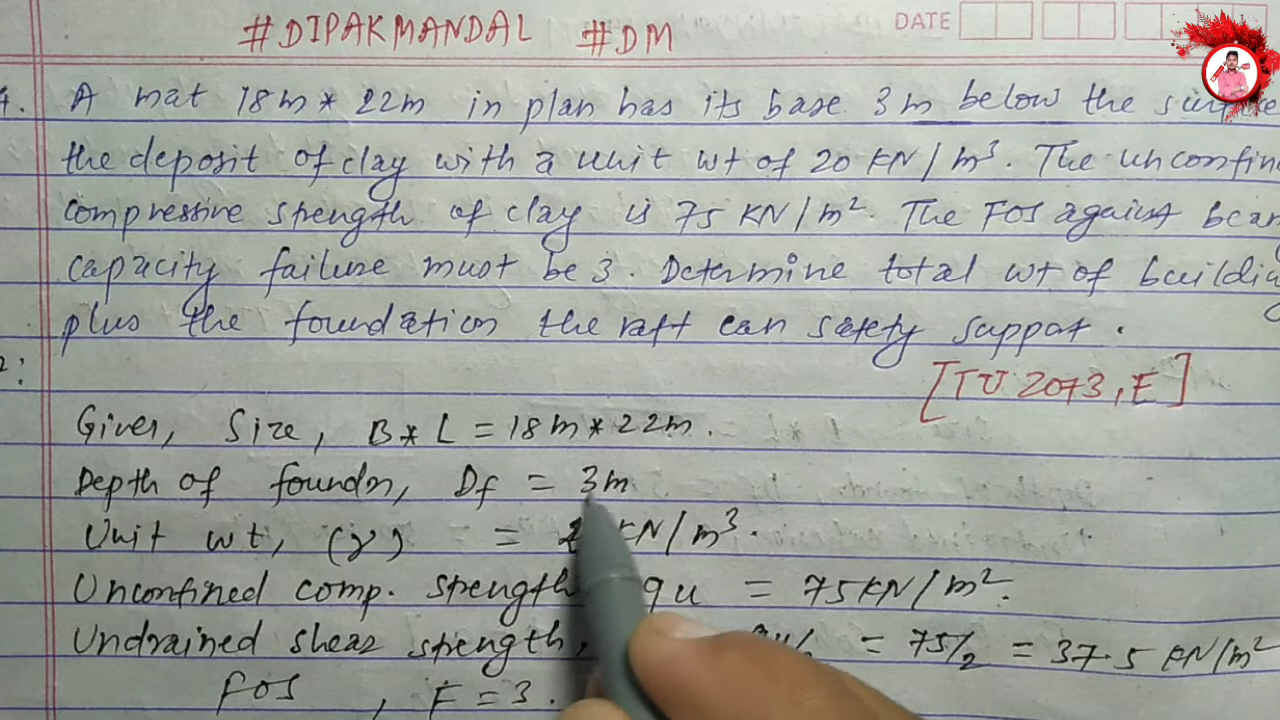 #DIPAKMANDAL #DM
DATE
4. A mat 18m * 22m in plan has its base 3m below the
the deposit of clay with a unit wt of 20 KN/m³. The unconfin
compressive spength of clay is 75 KN/m². The FOS against bear
capacity failure must be 3. Determine total wt of buildin
plus the foundation the raft can safety suppot.
[TU 2073, E]
Given, Size, B * L = 18m * 22m.
Depth of foundn, Df = 3m
Unit wt, (γ) = KN/m³.
Unconfined comp. spength qu = 75 KN/m².
Undrained shear spength, = 75/2 = 37.5 KN/m²
FOS, F = 3.